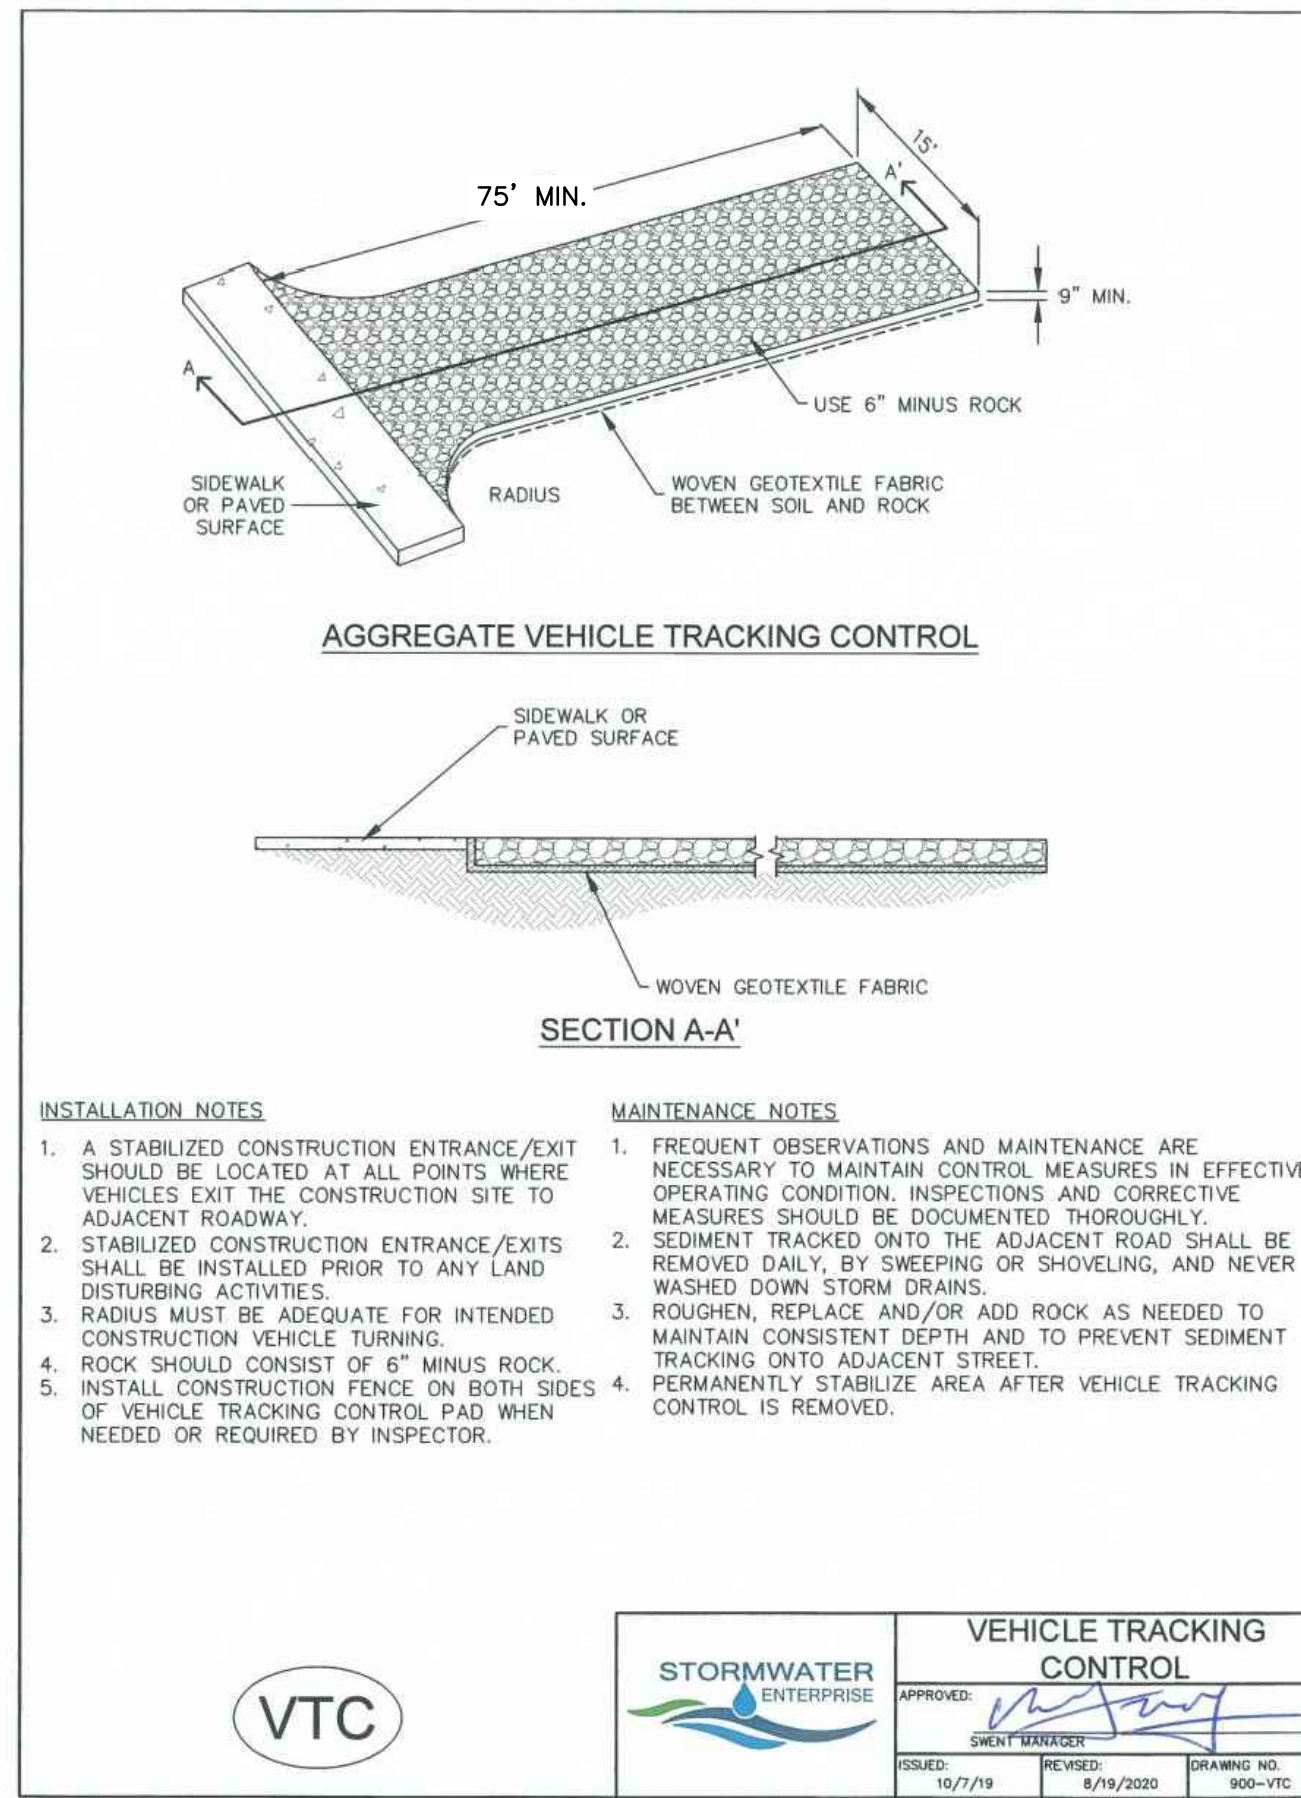 75' MIN.
15'
A'
9" MIN.
A
USE 6" MINUS ROCK
SIDEWALK
OR PAVED
SURFACE
RADIUS
WOVEN GEOTEXTILE FABRIC
BETWEEN SOIL AND ROCK
AGGREGATE VEHICLE TRACKING CONTROL
SIDEWALK OR
PAVED SURFACE
WOVEN GEOTEXTILE FABRIC
SECTION A-A'
INSTALLATION NOTES
1. A STABILIZED CONSTRUCTION ENTRANCE/EXIT
SHOULD BE LOCATED AT ALL POINTS WHERE
VEHICLES EXIT THE CONSTRUCTION SITE TO
ADJACENT ROADWAY.
2. STABILIZED CONSTRUCTION ENTRANCE/EXITS
SHALL BE INSTALLED PRIOR TO ANY LAND
DISTURBING ACTIVITIES.
3. RADIUS MUST BE ADEQUATE FOR INTENDED
CONSTRUCTION VEHICLE TURNING.
4. ROCK SHOULD CONSIST OF 6" MINUS ROCK.
5. INSTALL CONSTRUCTION FENCE ON BOTH SIDES
OF VEHICLE TRACKING CONTROL PAD WHEN
NEEDED OR REQUIRED BY INSPECTOR.
MAINTENANCE NOTES
1. FREQUENT OBSERVATIONS AND MAINTENANCE ARE
NECESSARY TO MAINTAIN CONTROL MEASURES IN EFFECTIVE
OPERATING CONDITION. INSPECTIONS AND CORRECTIVE
MEASURES SHOULD BE DOCUMENTED THOROUGHLY.
2. SEDIMENT TRACKED ONTO THE ADJACENT ROAD SHALL BE
REMOVED DAILY, BY SWEEPING OR SHOVELING, AND NEVER
WASHED DOWN STORM DRAINS.
3. ROUGHEN, REPLACE AND/OR ADD ROCK AS NEEDED TO
MAINTAIN CONSISTENT DEPTH AND TO PREVENT SEDIMENT
TRACKING ONTO ADJACENT STREET.
4. PERMANENTLY STABILIZE AREA AFTER VEHICLE TRACKING
CONTROL IS REMOVED.
VTC
STORMWATER
ENTERPRISE
VEHICLE TRACKING
CONTROL
APPROVED:
SWENT MANAGER
ISSUED:
10/7/19
REVISED:
8/19/2020
DRAWING NO.
900-VTC